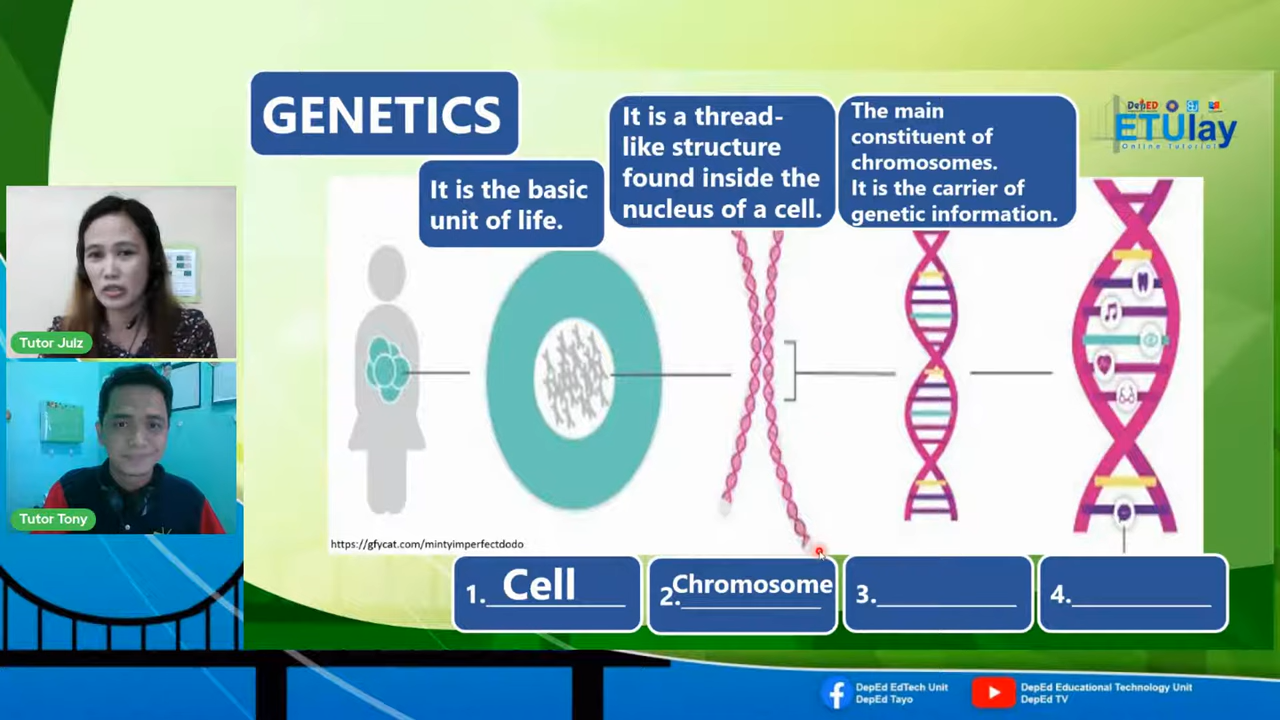 GENETICS
It is the basic
unit of life.
It is a thread-
like structure
found inside the
nucleus of a cell.
The main
constituent of
chromosomes.
It is the carrier of
genetic information.
DepED
ETUlay
Online Tutorial
Tutor Julz
Tutor Tony
https://gfycat.com/mintyimperfectdodo
1. Cell
2. Chromosome
3.
4.
DepEd EdTech Unit
DepEd Tayo
DepEd Educational Technology Unit
DepEd TV